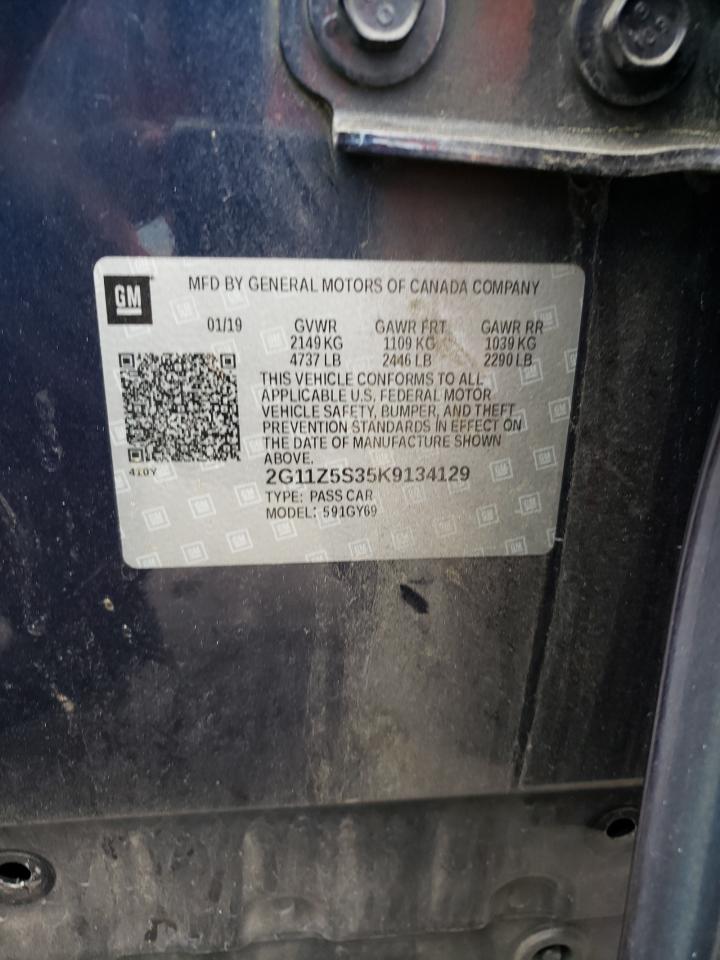 GM
MFD BY GENERAL MOTORS OF CANADA COMPANY
01/19 GVWR GAWR FRT GAWR RR
2149 KG 1109 KG 1039 KG
4737 LB 2446 LB 2290 LB
THIS VEHICLE CONFORMS TO ALL
APPLICABLE U.S. FEDERAL MOTOR
VEHICLE SAFETY, BUMPER, AND THEFT
PREVENTION STANDARDS IN EFFECT ON
THE DATE OF MANUFACTURE SHOWN
ABOVE.
410Y
2G11Z5S35K9134129
TYPE: PASS CAR
MODEL: 591GY69